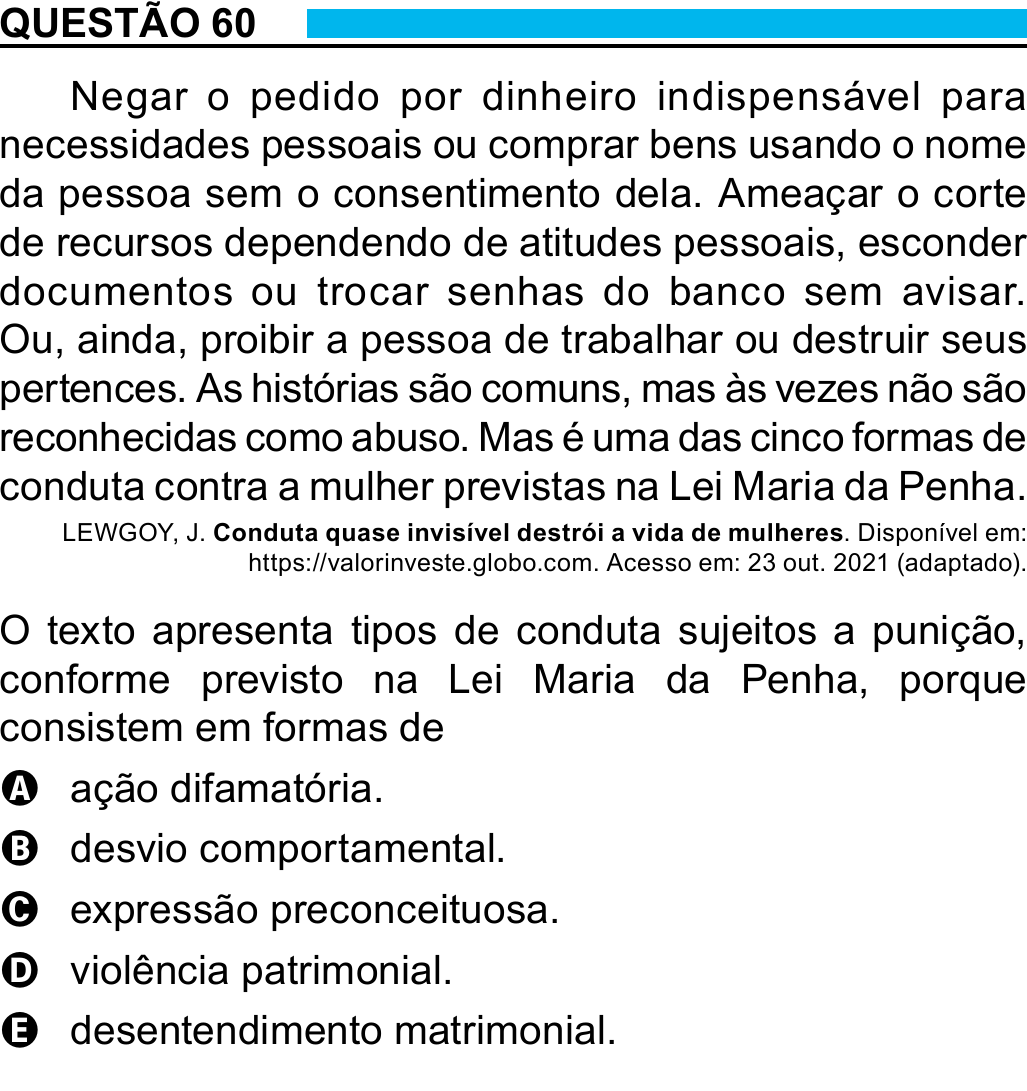 QUESTÃO 60
Negar o pedido por dinheiro indispensável para
necessidades pessoais ou comprar bens usando o nome
da pessoa sem o consentimento dela. Ameaçar o corte
de recursos dependendo de atitudes pessoais, esconder
documentos ou trocar senhas do banco sem avisar.
Ou, ainda, proibir a pessoa de trabalhar ou destruir seus
pertences. As histórias são comuns, mas às vezes não são
reconhecidas como abuso. Mas é uma das cinco formas de
conduta contra a mulher previstas na Lei Maria da Penha.
LEWGOY, J. Conduta quase invisível destrói a vida de mulheres. Disponível em:
https://valorinveste.globo.com. Acesso em: 23 out. 2021 (adaptado).
O texto apresenta tipos de conduta sujeitos a punição,
conforme previsto na Lei Maria da Penha, porque
consistem em formas de
A ação difamatória.
B desvio comportamental.
C expressão preconceituosa.
D violência patrimonial.
E desentendimento matrimonial.